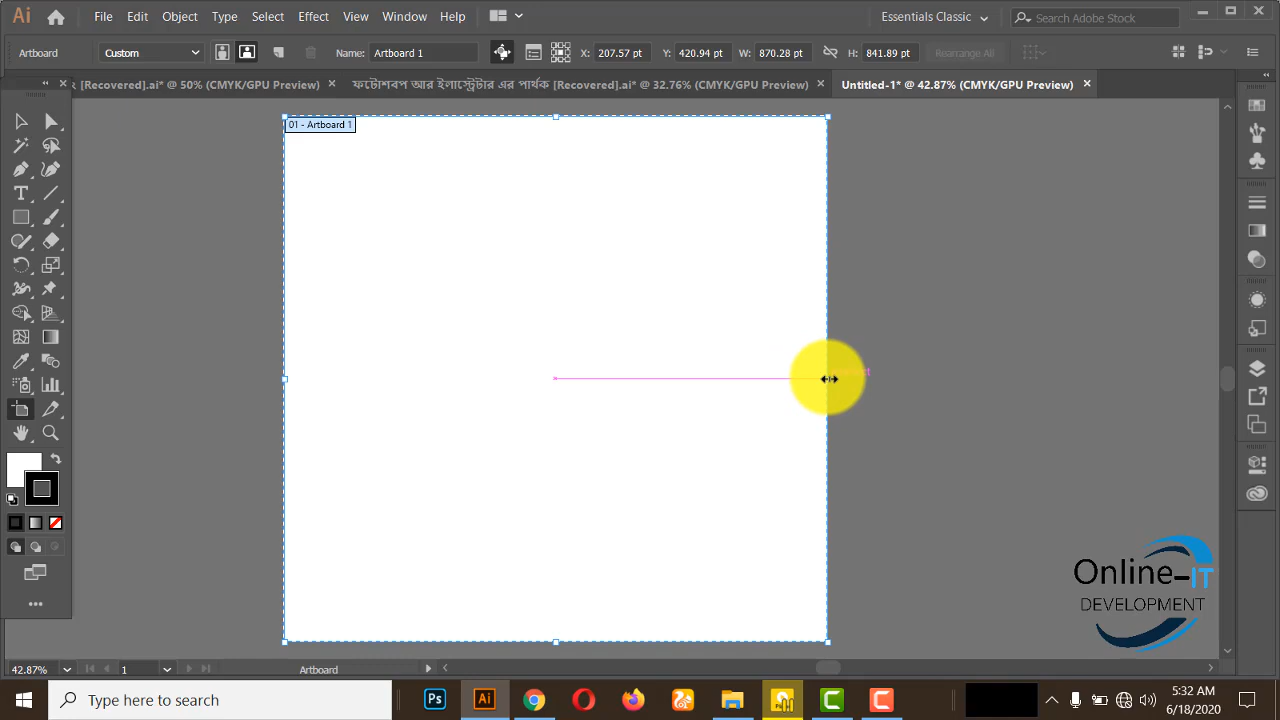 Ai File Edit Object Type Select Effect View Window Help Essentials Classic Search Adobe Stock
Artboard Custom Name: Artboard 1 X: 207.57 pt Y: 420.94 pt W: 870.28 pt H: 841.89 pt Rearrange All
[Recovered].ai* @ 50% (CMYK/GPU Preview) ফটোশপ আর ইলাস্ট্রেটার এর পার্থক [Recovered].ai* @ 32.76% (CMYK/GPU Preview) Untitled-1* @ 42.87% (CMYK/GPU Preview)
01 - Artboard 1
Online-IT
DEVELOPMENT
42.87% 1 Artboard
Type here to search Ps Ai 5:32 AM
6/18/2020